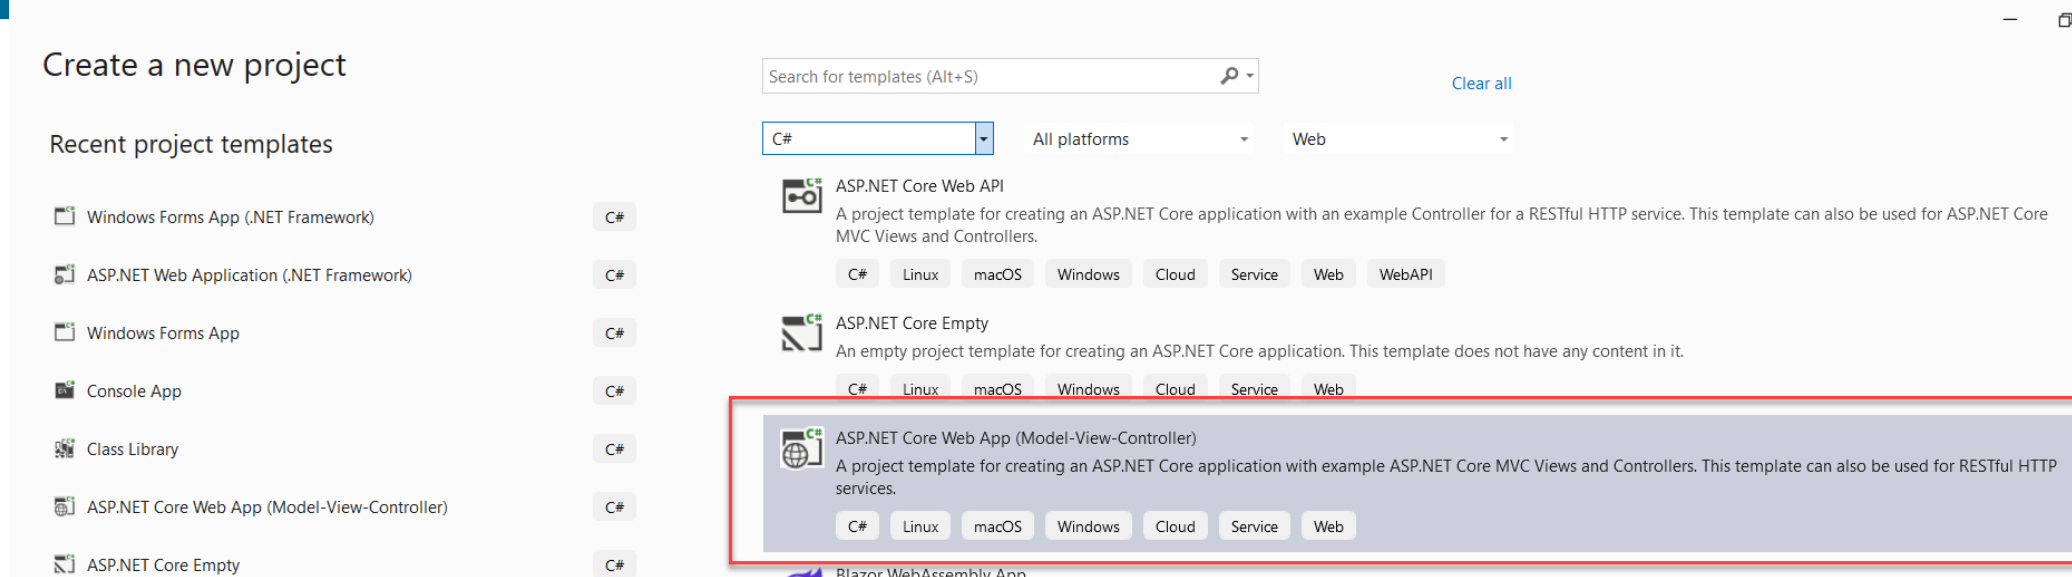 Create a new project
Recent project templates
Windows Forms App (.NET Framework) C#
ASP.NET Web Application (.NET Framework) C#
Windows Forms App C#
Console App C#
Class Library C#
ASP.NET Core Web App (Model-View-Controller) C#
ASP.NET Core Empty C#
Search for templates (Alt+S)
Clear all
C# All platforms Web
ASP.NET Core Web API
A project template for creating an ASP.NET Core application with an example Controller for a RESTful HTTP service. This template can also be used for ASP.NET Core
MVC Views and Controllers.
C# Linux macOS Windows Cloud Service Web WebAPI
ASP.NET Core Empty
An empty project template for creating an ASP.NET Core application. This template does not have any content in it.
C# Linux macOS Windows Cloud Service Web
ASP.NET Core Web App (Model-View-Controller)
A project template for creating an ASP.NET Core application with example ASP.NET Core MVC Views and Controllers. This template can also be used for RESTful HTTP
services.
C# Linux macOS Windows Cloud Service Web
Blazor WebAssembly App